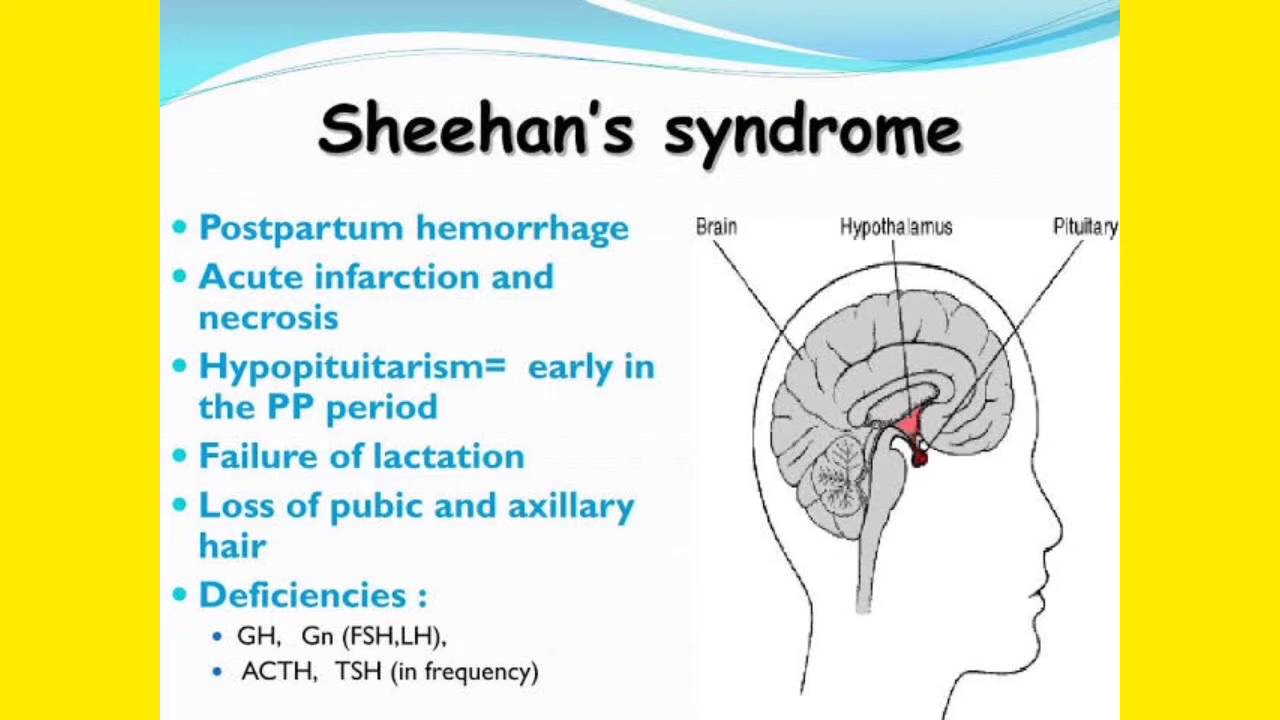 Sheehan's syndrome
• Postpartum hemorrhage
• Acute infarction and
necrosis
• Hypopituitarism= early in
the PP period
• Failure of lactation
• Loss of pubic and axillary
hair
• Deficiencies :
• GH, Gn (FSH,LH),
• ACTH, TSH (in frequency)
Brain Hypothalamus Pituitary